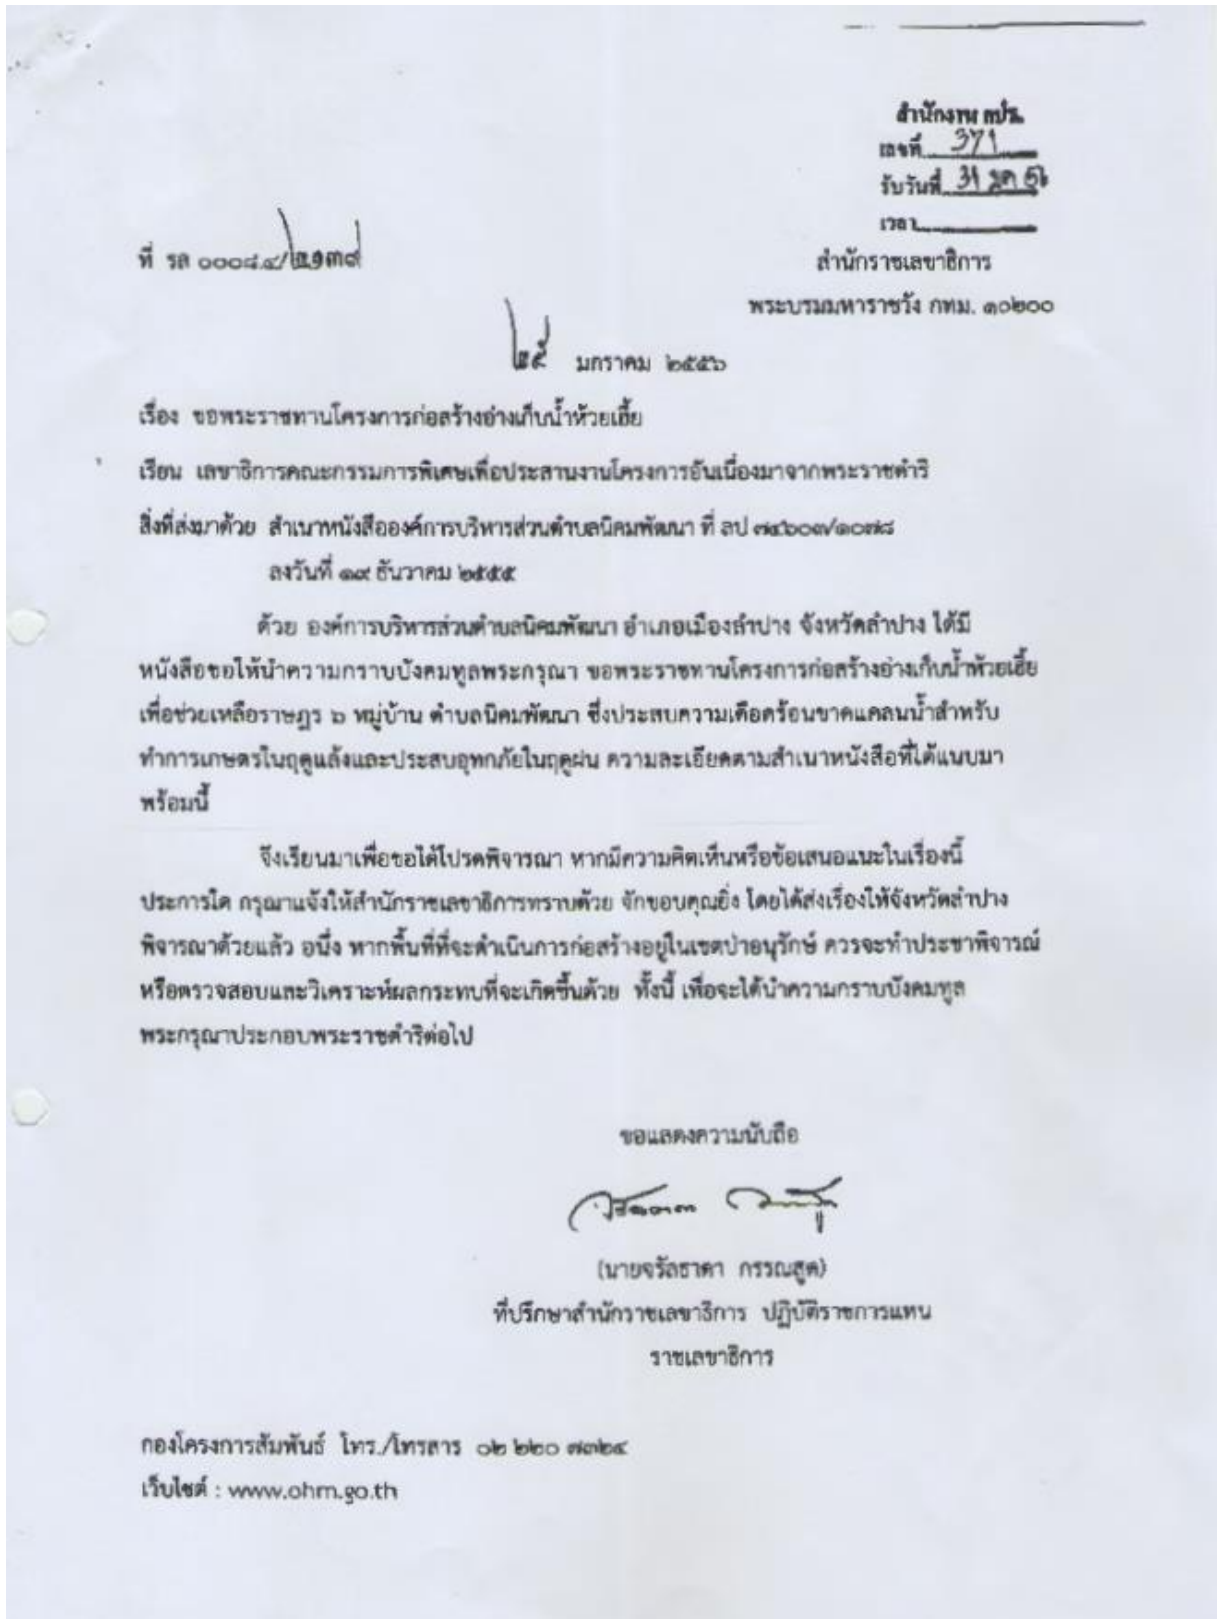 สำนักงาน กปร.
เลขที่ 371
รับวันที่ 31 มค 56
เวลา
ที่ รล ๐๐๐๘.๔/
สำนักราชเลขาธิการ
พระบรมมหาราชวัง กทม. ๑๐๒๐๐
๒๕ มกราคม ๒๕๕๖
เรื่อง ขอพระราชทานโครงการก่อสร้างอ่างเก็บน้ำห้วยเฮี้ย
เรียน เลขาธิการคณะกรรมการพิเศษเพื่อประสานงานโครงการอันเนื่องมาจากพระราชดำริ
สิ่งที่ส่งมาด้วย สำเนาหนังสือองค์การบริหารส่วนตำบลนิคมพัฒนา ที่ ลป
ลงวันที่ ๑๙ ธันวาคม ๒๕๕๕
ด้วย องค์การบริหารส่วนตำบลนิคมพัฒนา อำเภอเมืองลำปาง จังหวัดลำปาง ได้มี
หนังสือขอให้นำความกราบบังคมทูลพระกรุณา ขอพระราชทานโครงการก่อสร้างอ่างเก็บน้ำห้วยเฮี้ย
เพื่อช่วยเหลือราษฎร ๖ หมู่บ้าน ตำบลนิคมพัฒนา ซึ่งประสบความเดือดร้อนขาดแคลนน้ำสำหรับ
ทำการเกษตรในฤดูแล้งและประสบอุทกภัยในฤดูฝน ความละเอียดตามสำเนาหนังสือที่ได้แนบมา
พร้อมนี้
จึงเรียนมาเพื่อขอได้โปรดพิจารณา หากมีความคิดเห็นหรือข้อเสนอแนะในเรื่องนี้
ประการใด กรุณาแจ้งให้สำนักราชเลขาธิการทราบด้วย จักขอบคุณยิ่ง โดยได้ส่งเรื่องให้จังหวัดลำปาง
พิจารณาด้วยแล้ว อนึ่ง หากพื้นที่ที่จะดำเนินการก่อสร้างอยู่ในเขตป่าอนุรักษ์ ควรจะทำประชาพิจารณ์
หรือตรวจสอบและวิเคราะห์ผลกระทบที่จะเกิดขึ้นด้วย ทั้งนี้ เพื่อจะได้นำความกราบบังคมทูล
พระกรุณาประกอบพระราชดำริต่อไป
ขอแสดงความนับถือ
(นายจรัลธาดา กรรณสูต)
ที่ปรึกษาสำนักราชเลขาธิการ ปฏิบัติราชการแทน
ราชเลขาธิการ
กองโครงการสัมพันธ์ โทร./โทรสาร ๐๒ ๒๒๐ ๗๓๒๔
เว็บไซต์ : www.ohm.go.th